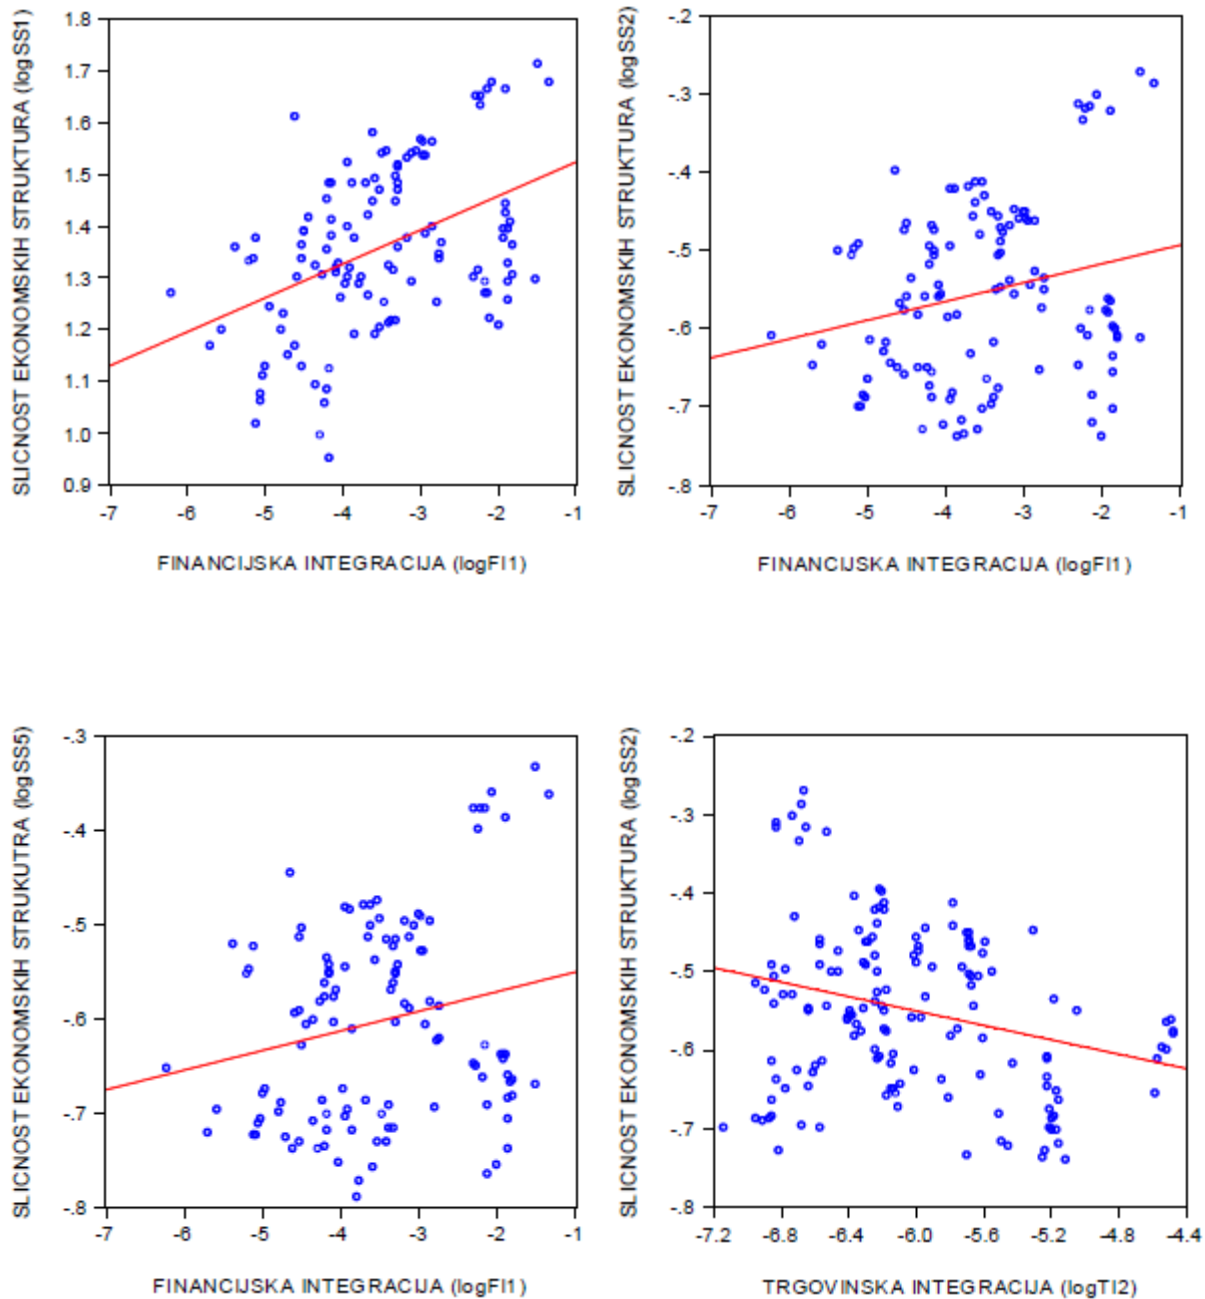 SLICNOST EKONOMSKIH STRUKTURA (logSS1)
1.8
1.7
1.6
1.5
1.4
1.3
1.2
1.1
1.0
0.9
-7 -6 -5 -4 -3 -2 -1
FINANCIJSKA INTEGRACIJA (logFI1)
SLICNOST EKONOMSKIH STRUKTURA (logSS2)
-.2
-.3
-.4
-.5
-.6
-.7
-.8
-7 -6 -5 -4 -3 -2 -1
FINANCIJSKA INTEGRACIJA (logFI1)
SLICNOST EKONOMSKIH STRUKUTRA (logSS5)
-.3
-.4
-.5
-.6
-.7
-.8
-7 -6 -5 -4 -3 -2 -1
FINANCIJSKA INTEGRACIJA (logFI1)
SLICNOST EKONOMSKIH STRUKTURA (logSS2)
-.2
-.3
-.4
-.5
-.6
-.7
-.8
-7.2 -6.8 -6.4 -6.0 -5.6 -5.2 -4.8 -4.4
TRGOVINSKA INTEGRACIJA (logTI2)